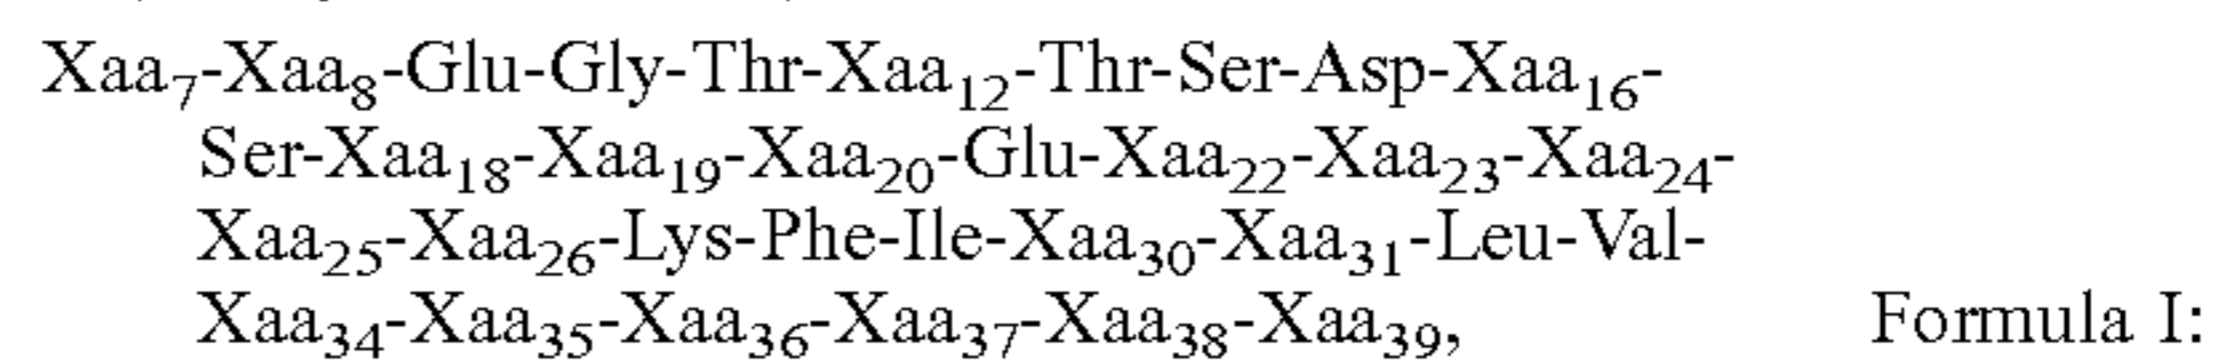 Xaa₇-Xaa₈-Glu-Gly-Thr-Xaa₁₂-Thr-Ser-Asp-Xaa₁₆-
Ser-Xaa₁₈-Xaa₁₉-Xaa₂₀-Glu-Xaa₂₂-Xaa₂₃-Xaa₂₄-
Xaa₂₅-Xaa₂₆-Lys-Phe-Ile-Xaa₃₀-Xaa₃₁-Leu-Val-
Xaa₃₄-Xaa₃₅-Xaa₃₆-Xaa₃₇-Xaa₃₈-Xaa₃₉, Formula I: